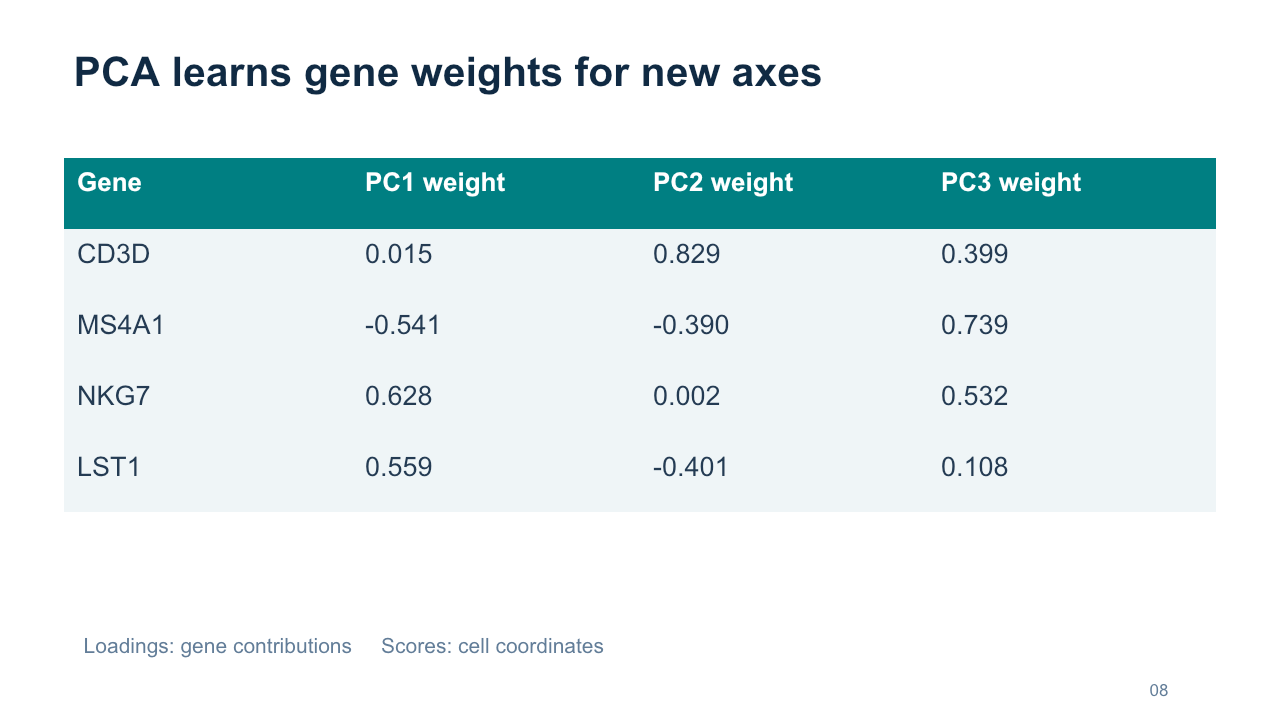 PCA learns gene weights for new axes
Gene PC1 weight PC2 weight PC3 weight
CD3D 0.015 0.829 0.399
MS4A1 -0.541 -0.390 0.739
NKG7 0.628 0.002 0.532
LST1 0.559 -0.401 0.108
Loadings: gene contributions Scores: cell coordinates
08